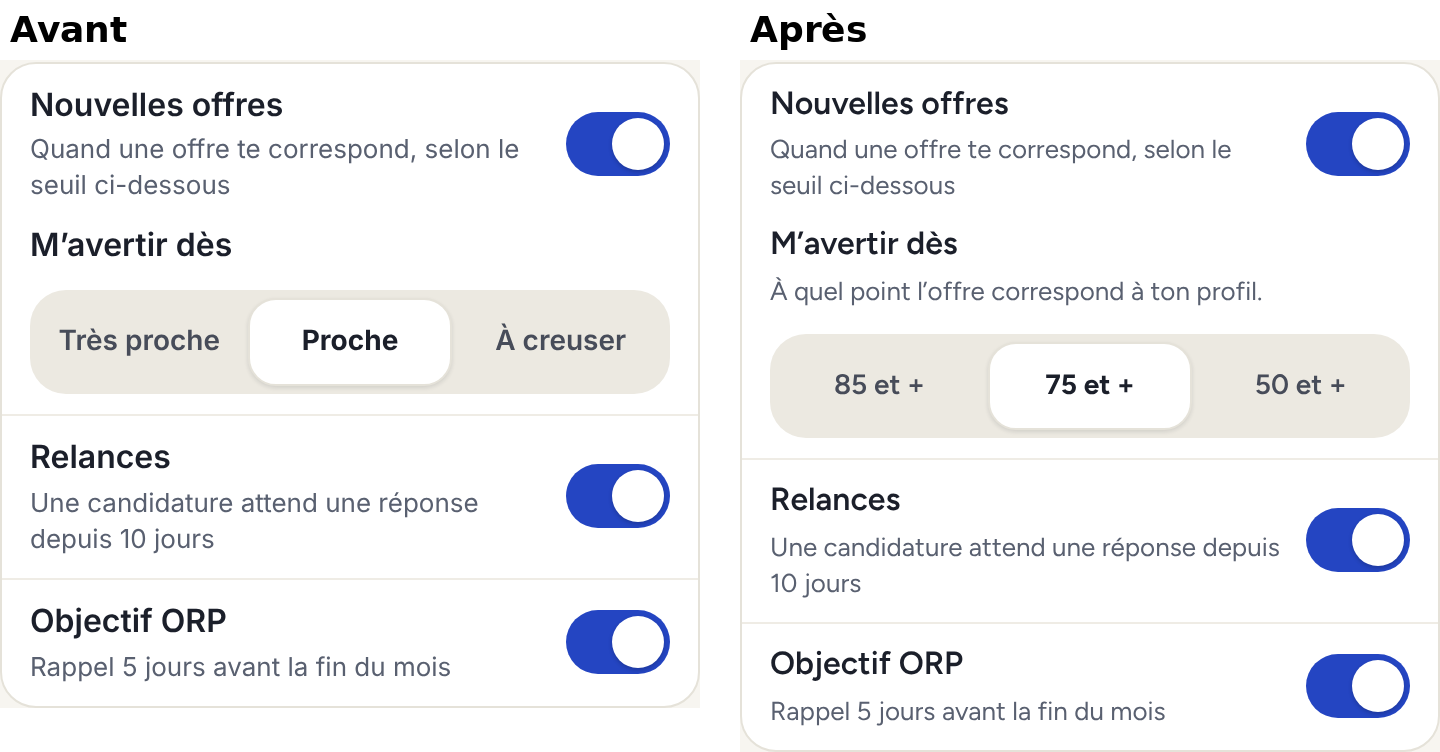 Avant
Nouvelles offres
Quand une offre te correspond, selon le
seuil ci-dessous
M’avertir dès
Très proche
Proche
À creuser
Relances
Une candidature attend une réponse
depuis 10 jours
Objectif ORP
Rappel 5 jours avant la fin du mois
Après
Nouvelles offres
Quand une offre te correspond, selon le
seuil ci-dessous
M’avertir dès
À quel point l’offre correspond à ton profil.
85 et +
75 et +
50 et +
Relances
Une candidature attend une réponse depuis
10 jours
Objectif ORP
Rappel 5 jours avant la fin du mois